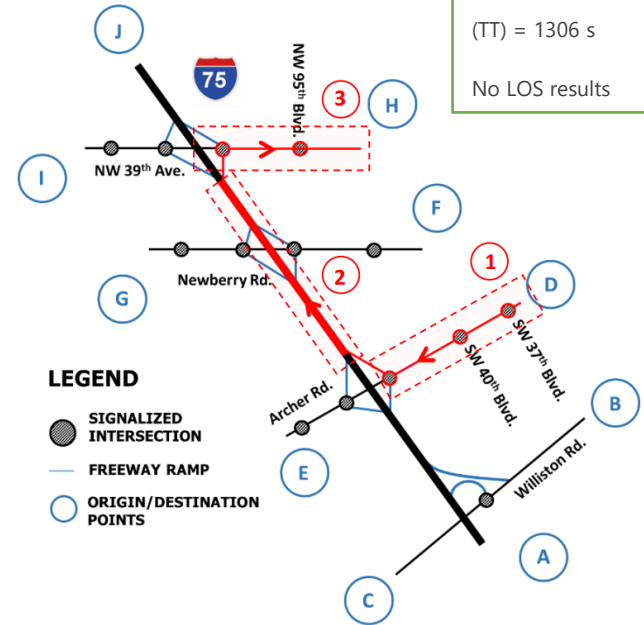 (TT) = 1306 s
No LOS results
J
75
NW 95th Blvd.
3
H
I
NW 39th Ave.
F
Newberry Rd.
2
1
D
G
SW 37th Blvd.
SW 40th Blvd.
Archer Rd.
B
E
Williston Rd.
A
C
LEGEND
SIGNALIZED
INTERSECTION
FREEWAY RAMP
ORIGIN/DESTINATION
POINTS